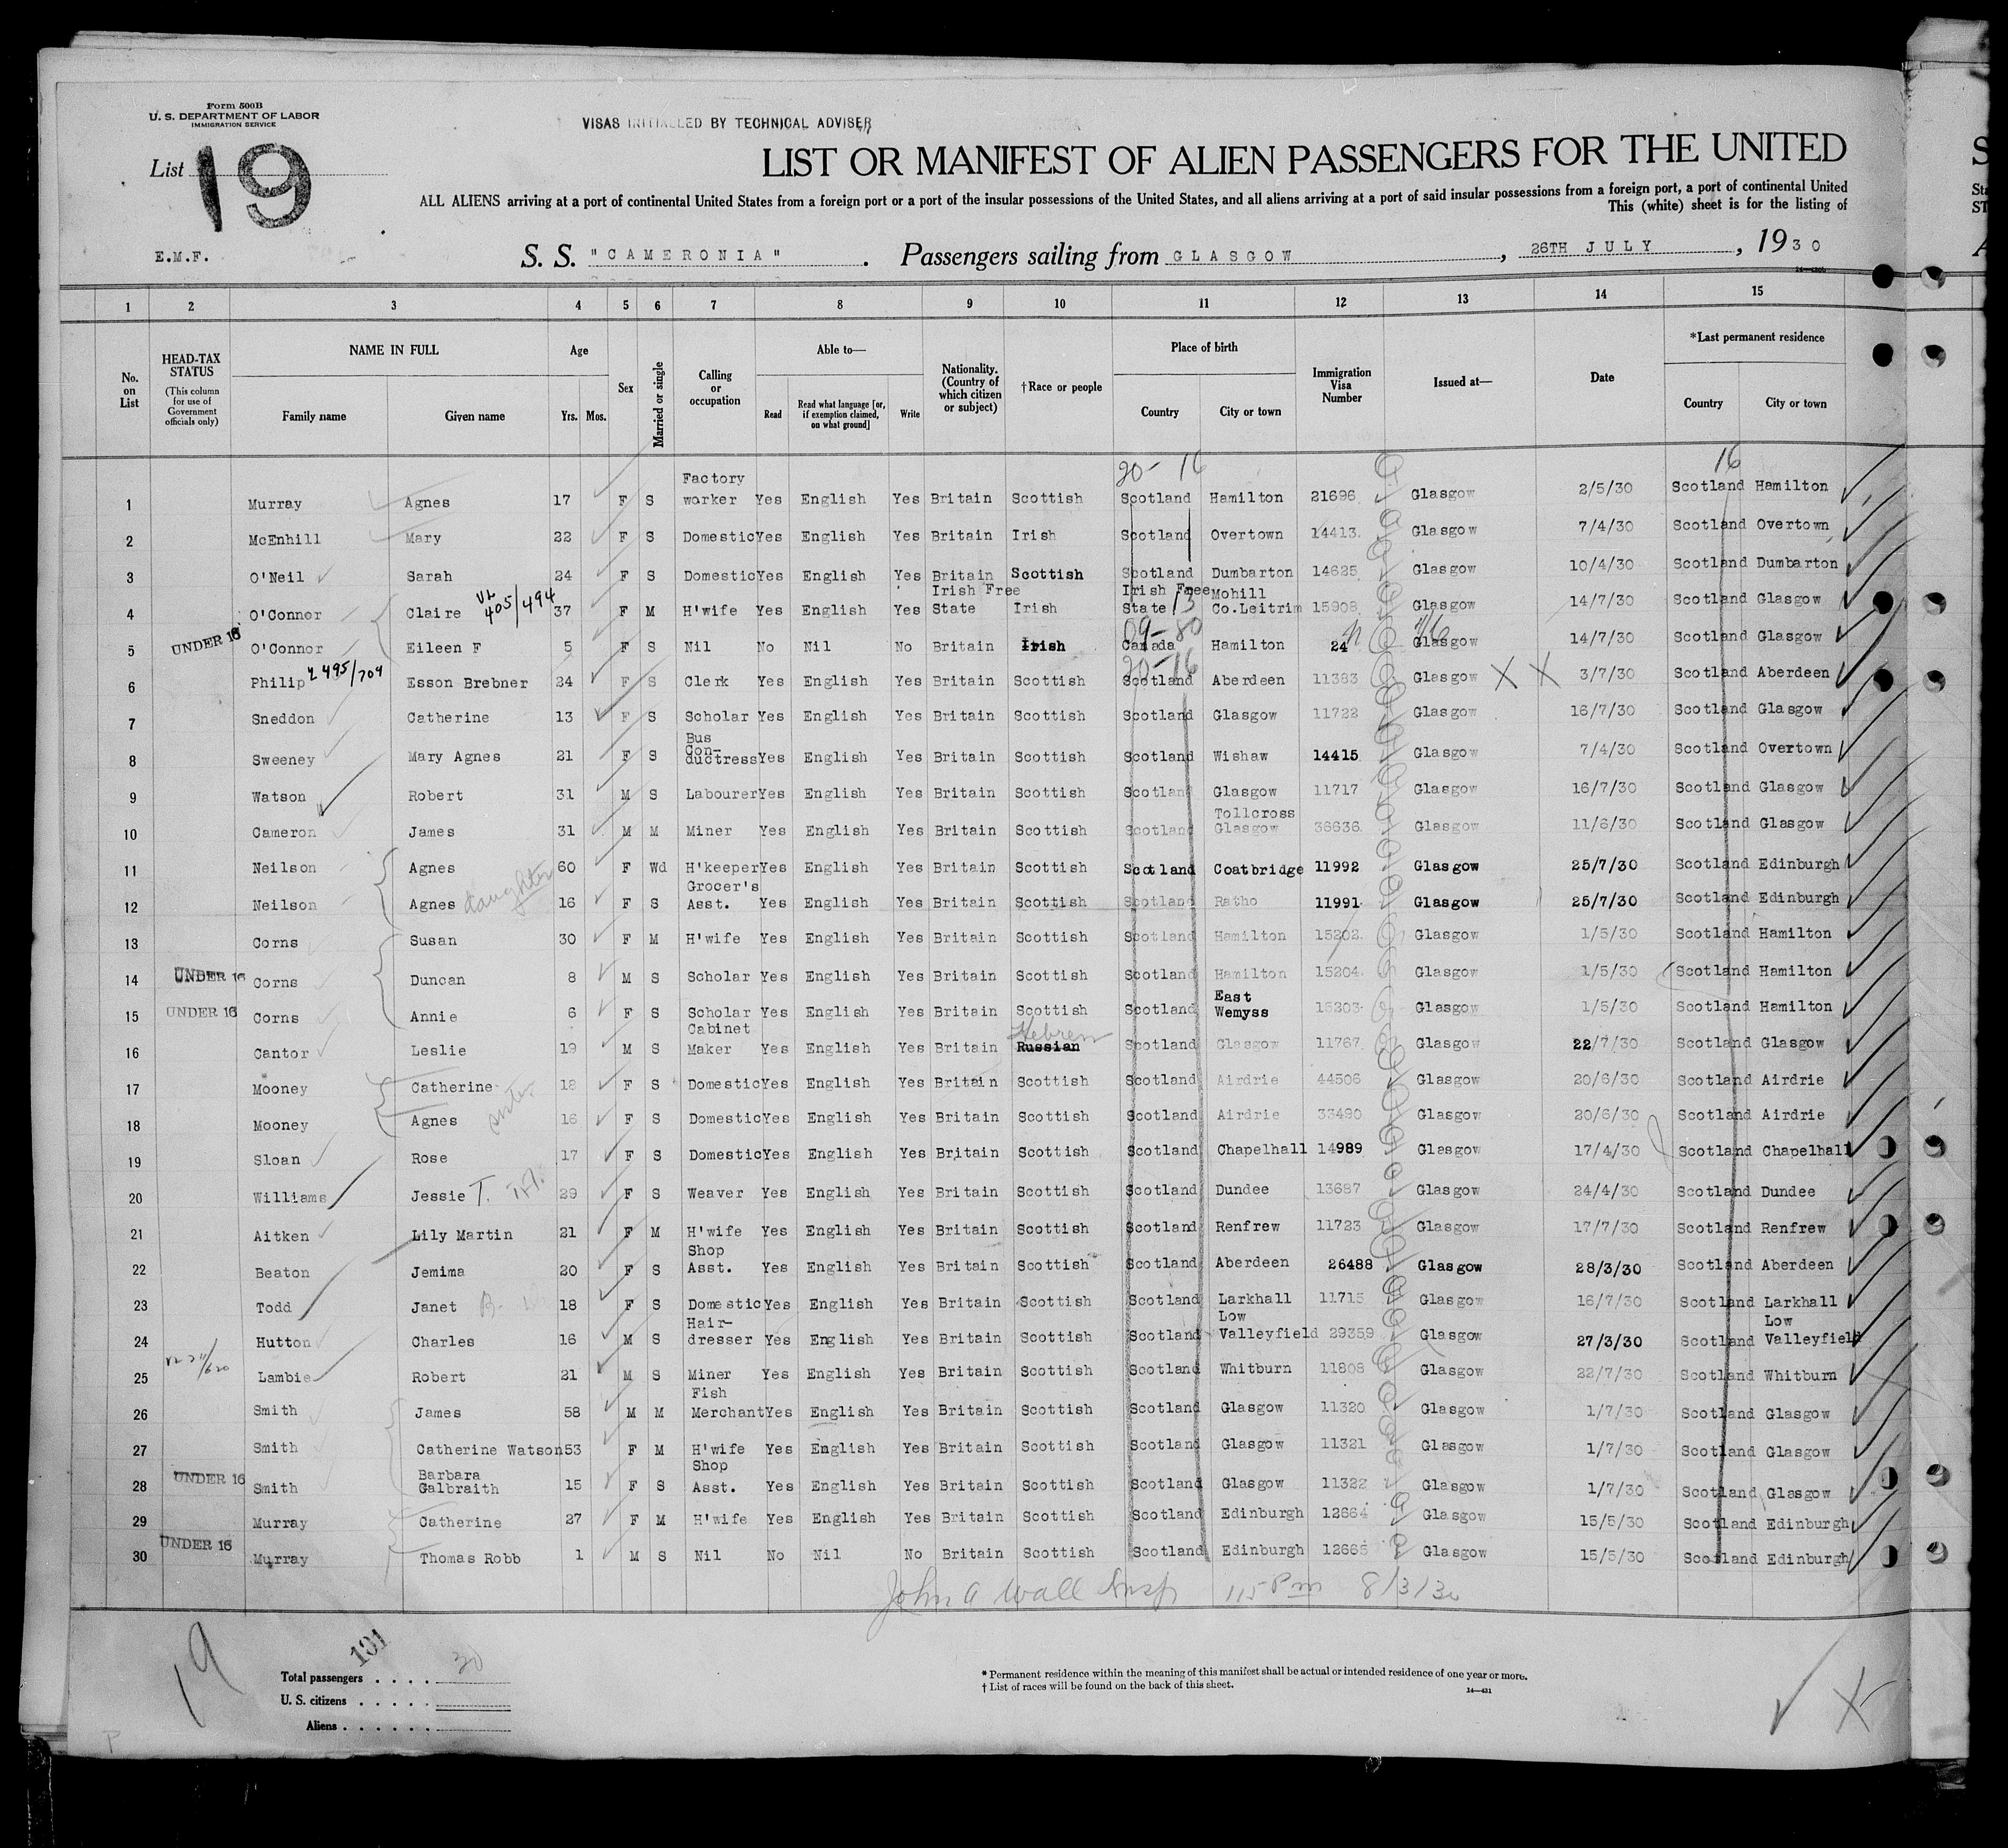 Form 500B
U. S. DEPARTMENT OF LABOR
IMMIGRATION SERVICE
VISAS INITIALLED BY TECHNICAL ADVISER
List 19
LIST OR MANIFEST OF ALIEN PASSENGERS FOR THE UNITED
ALL ALIENS arriving at a port of continental United States from a foreign port or a port of the insular possessions of the United States, and all aliens arriving at a port of said insular possessions from a foreign port, a port of continental United
This (white) sheet is for the listing of
E.M.F.
S. S. "CAMERONIA". Passengers sailing from GLASGOW, 26TH JULY, 1930
1 2 3 4 5 6 7 8 9 10 11 12 13 14 15
No. on List
HEAD-TAX STATUS
(This column for use of Government officials only)
NAME IN FULL
Family name Given name
Age
Yrs. Mos.
Sex
Married or single
Calling or occupation
Able to—
Read
Read what language [or, if exemption claimed, on what ground]
Write
Nationality. (Country of which citizen or subject)
†Race or people
Place of birth
Country City or town
Immigration Visa Number
Issued at—
Date
*Last permanent residence
Country City or town
20- 16 16
1 Murray Agnes 17 F S Factory worker Yes English Yes Britain Scottish Scotland Hamilton 21696 Glasgow 2/5/30 Scotland Hamilton
2 McEnhill Mary 22 F S Domestic Yes English Yes Britain Irish Scotland Overtown 14413 Glasgow 7/4/30 Scotland Overtown
3 O'Neil Sarah 24 F S Domestic Yes English Yes Britain Scottish Scotland Dumbarton 14625 Glasgow 10/4/30 Scotland Dumbarton
4 O'Connor Claire VL 405/494 37 F M H'wife Yes English Yes Irish Free State Irish Irish Free State 13 Mohill Co.Leitrim 15908 Glasgow 14/7/30 Scotland Glasgow
UNDER 16 5 O'Connor Eileen F 5 F S Nil No Nil No Britain Irish 09-80 Canada Hamilton 24 Glasgow 14/7/30 Scotland Glasgow
6 Philip 2495/704 Esson Brebner 24 F S Clerk Yes English Yes Britain Scottish 20-16 Scotland Aberdeen 11383 Glasgow X X 3/7/30 Scotland Aberdeen
7 Sneddon Catherine 13 F S Scholar Yes English Yes Britain Scottish Scotland Glasgow 11722 Glasgow 16/7/30 Scotland Glasgow
8 Sweeney Mary Agnes 21 F S Bus Con-ductress Yes English Yes Britain Scottish Scotland Wishaw 14415 Glasgow 7/4/30 Scotland Overtown
9 Watson Robert 31 M S Labourer Yes English Yes Britain Scottish Scotland Glasgow 11717 Glasgow 16/7/30 Scotland Glasgow
10 Cameron James 31 M M Miner Yes English Yes Britain Scottish Scotland Tollcross Glasgow 36636 Glasgow 11/6/30 Scotland Glasgow
11 Neilson Agnes 60 F Wd H'keeper Yes English Yes Britain Scottish Scotland Coatbridge 11992 Glasgow 25/7/30 Scotland Edinburgh
12 Neilson Agnes daughter 16 F S Grocer's Asst. Yes English Yes Britain Scottish Scotland Ratho 11991 Glasgow 25/7/30 Scotland Edinburgh
13 Corns Susan 30 F M H'wife Yes English Yes Britain Scottish Scotland Hamilton 15202 Glasgow 1/5/30 Scotland Hamilton
UNDER 16 14 Corns Duncan 8 M S Scholar Yes English Yes Britain Scottish Scotland Hamilton 15204 Glasgow 1/5/30 Scotland Hamilton
UNDER 16 15 Corns Annie 6 F S Scholar Yes English Yes Britain Scottish Scotland East Wemyss 15203 Glasgow 1/5/30 Scotland Hamilton
16 Cantor Leslie 19 M S Cabinet Maker Yes English Yes Britain Hebrew Russian Scotland Glasgow 11767 Glasgow 22/7/30 Scotland Glasgow
17 Mooney Catherine 18 F S Domestic Yes English Yes Britain Scottish Scotland Airdrie 44506 Glasgow 20/6/30 Scotland Airdrie
18 Mooney Agnes sister 16 F S Domestic Yes English Yes Britain Scottish Scotland Airdrie 33490 Glasgow 20/6/30 Scotland Airdrie
19 Sloan Rose 17 F S Domestic Yes English Yes Britain Scottish Scotland Chapelhall 14989 Glasgow 17/4/30 Scotland Chapelhall
20 Williams Jessie T. 29 F S Weaver Yes English Yes Britain Scottish Scotland Dundee 13687 Glasgow 24/4/30 Scotland Dundee
21 Aitken Lily Martin 21 F M H'wife Yes English Yes Britain Scottish Scotland Renfrew 11723 Glasgow 17/7/30 Scotland Renfrew
22 Beaton Jemima 20 F S Shop Asst. Yes English Yes Britain Scottish Scotland Aberdeen 26488 Glasgow 28/3/30 Scotland Aberdeen
23 Todd Janet 18 F S Domestic Yes English Yes Britain Scottish Scotland Larkhall 11715 Glasgow 16/7/30 Scotland Larkhall
24 Hutton Charles 16 M S Hair-dresser Yes English Yes Britain Scottish Scotland Low Valleyfield 29359 Glasgow 27/3/30 Scotland Low Valleyfield
25 Lambie Robert 21 M S Miner Yes English Yes Britain Scottish Scotland Whitburn 11808 Glasgow 22/7/30 Scotland Whitburn
26 Smith James 58 M M Fish Merchant Yes English Yes Britain Scottish Scotland Glasgow 11320 Glasgow 1/7/30 Scotland Glasgow
27 Smith Catherine Watson 53 F M H'wife Yes English Yes Britain Scottish Scotland Glasgow 11321 Glasgow 1/7/30 Scotland Glasgow
UNDER 16 28 Smith Barbara Galbraith 15 F S Shop Asst. Yes English Yes Britain Scottish Scotland Glasgow 11322 Glasgow 1/7/30 Scotland Glasgow
29 Murray Catherine 27 F M H'wife Yes English Yes Britain Scottish Scotland Edinburgh 12664 Glasgow 15/5/30 Scotland Edinburgh
UNDER 16 30 Murray Thomas Robb 1 M S Nil No Nil No Britain Scottish Scotland Edinburgh 12665 Glasgow 15/5/30 Scotland Edinburgh
John A Wall Insp 115 Pm 8/3/30
19
Total passengers . . . . 30
U. S. citizens . . . . .
Aliens . . . . . .
* Permanent residence within the meaning of this manifest shall be actual or intended residence of one year or more.
† List of races will be found on the back of this sheet.
14—431